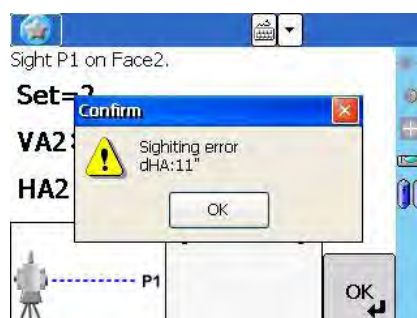 Sight P1 on Face2.
Set=2
Confirm
VA2
Sighiting error
dHA:11"
HA2
OK
P1
OK